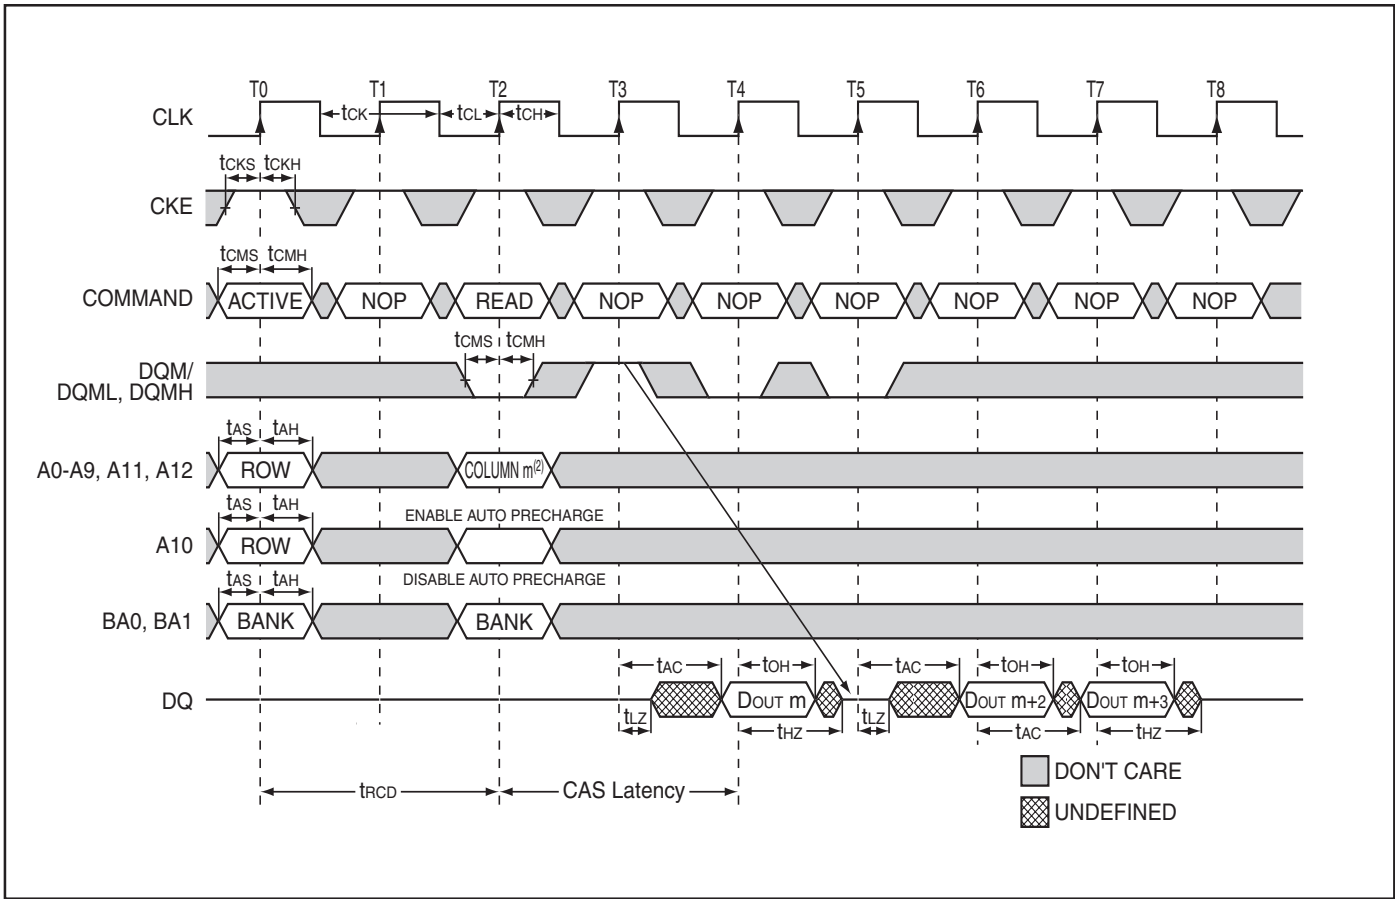 T0 T1 T2 T3 T4 T5 T6 T7 T8
CLK tCK tCL tCH
tCKS tCKH
CKE
tCMS tCMH
COMMAND ACTIVE NOP READ NOP NOP NOP NOP NOP NOP
tCMS tCMH
DQM/
DQML, DQMH
tAS tAH
A0-A9, A11, A12 ROW COLUMN m(2)
tAS tAH ENABLE AUTO PRECHARGE
A10 ROW
tAS tAH DISABLE AUTO PRECHARGE
BA0, BA1 BANK BANK
tAC tOH tAC tOH tOH
DQ DOUT m DOUT m+2 DOUT m+3
tLZ tHZ tLZ tAC tHZ
DON'T CARE
tRCD CAS Latency
UNDEFINED